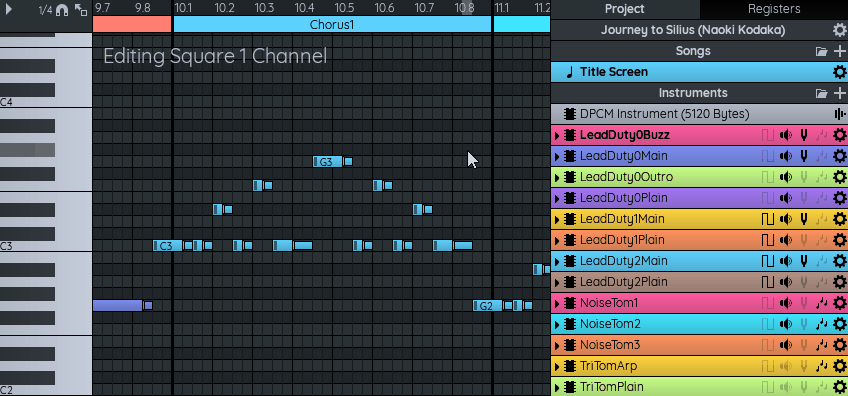 1/4 9.7 9.8 10.1 10.2 10.3 10.4 10.5 10.6 10.7 10.8 11.1 11.2
Chorus1
Editing Square 1 Channel
C4
G3
C3 C3
G2
C2
Project Registers
Journey to Silius (Naoki Kodaka)
Songs
Title Screen
Instruments
DPCM Instrument (5120 Bytes)
LeadDuty0Buzz
LeadDuty0Main
LeadDuty0Outro
LeadDuty0Plain
LeadDuty1Main
LeadDuty1Plain
LeadDuty2Main
LeadDuty2Plain
NoiseTom1
NoiseTom2
NoiseTom3
TriTomArp
TriTomPlain